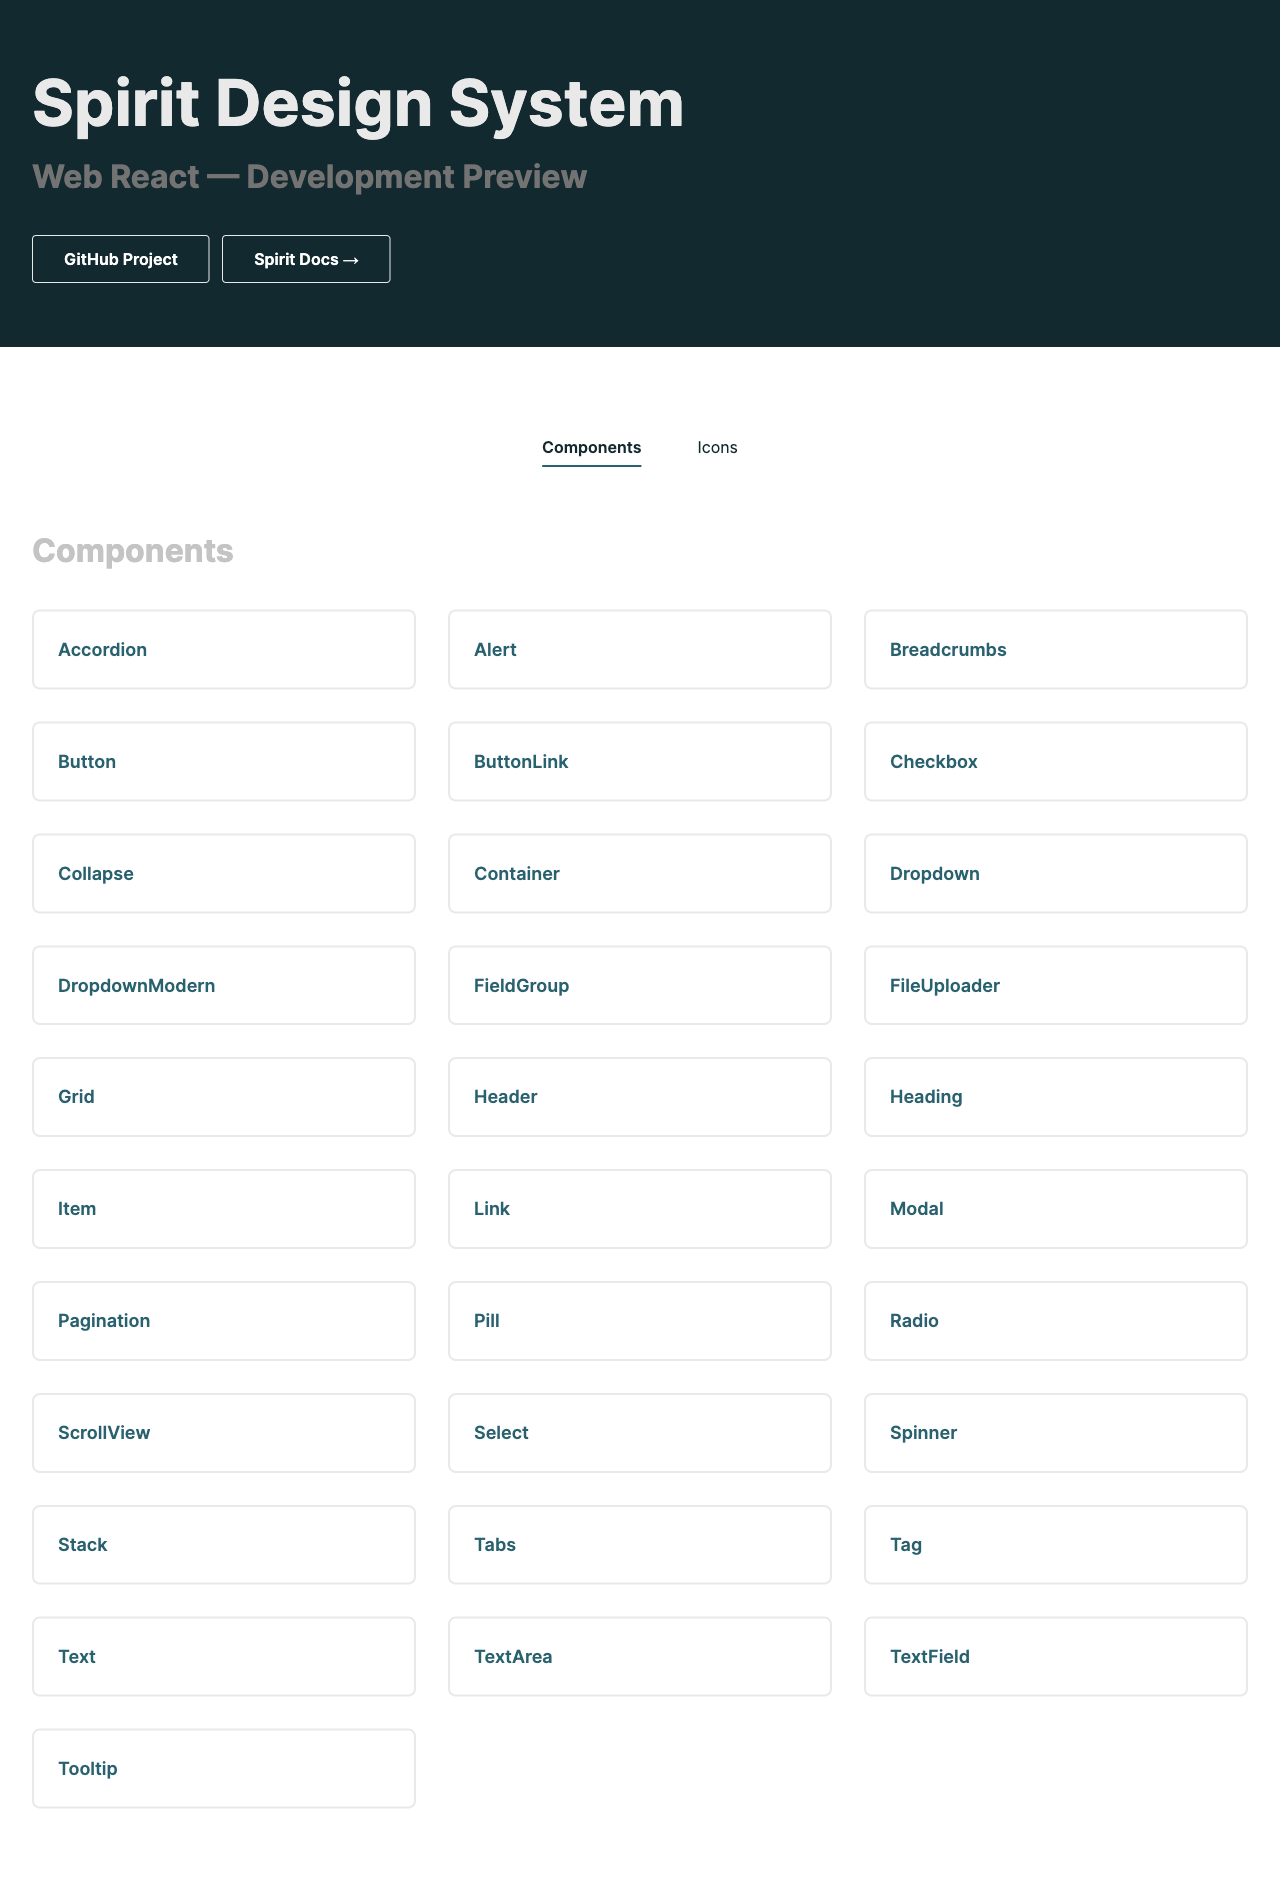 Spirit Design System
Web React — Development Preview
GitHub Project
Spirit Docs →
Components
Icons
Components
Accordion
Alert
Breadcrumbs
Button
ButtonLink
Checkbox
Collapse
Container
Dropdown
DropdownModern
FieldGroup
FileUploader
Grid
Header
Heading
Item
Link
Modal
Pagination
Pill
Radio
ScrollView
Select
Spinner
Stack
Tabs
Tag
Text
TextArea
TextField
Tooltip